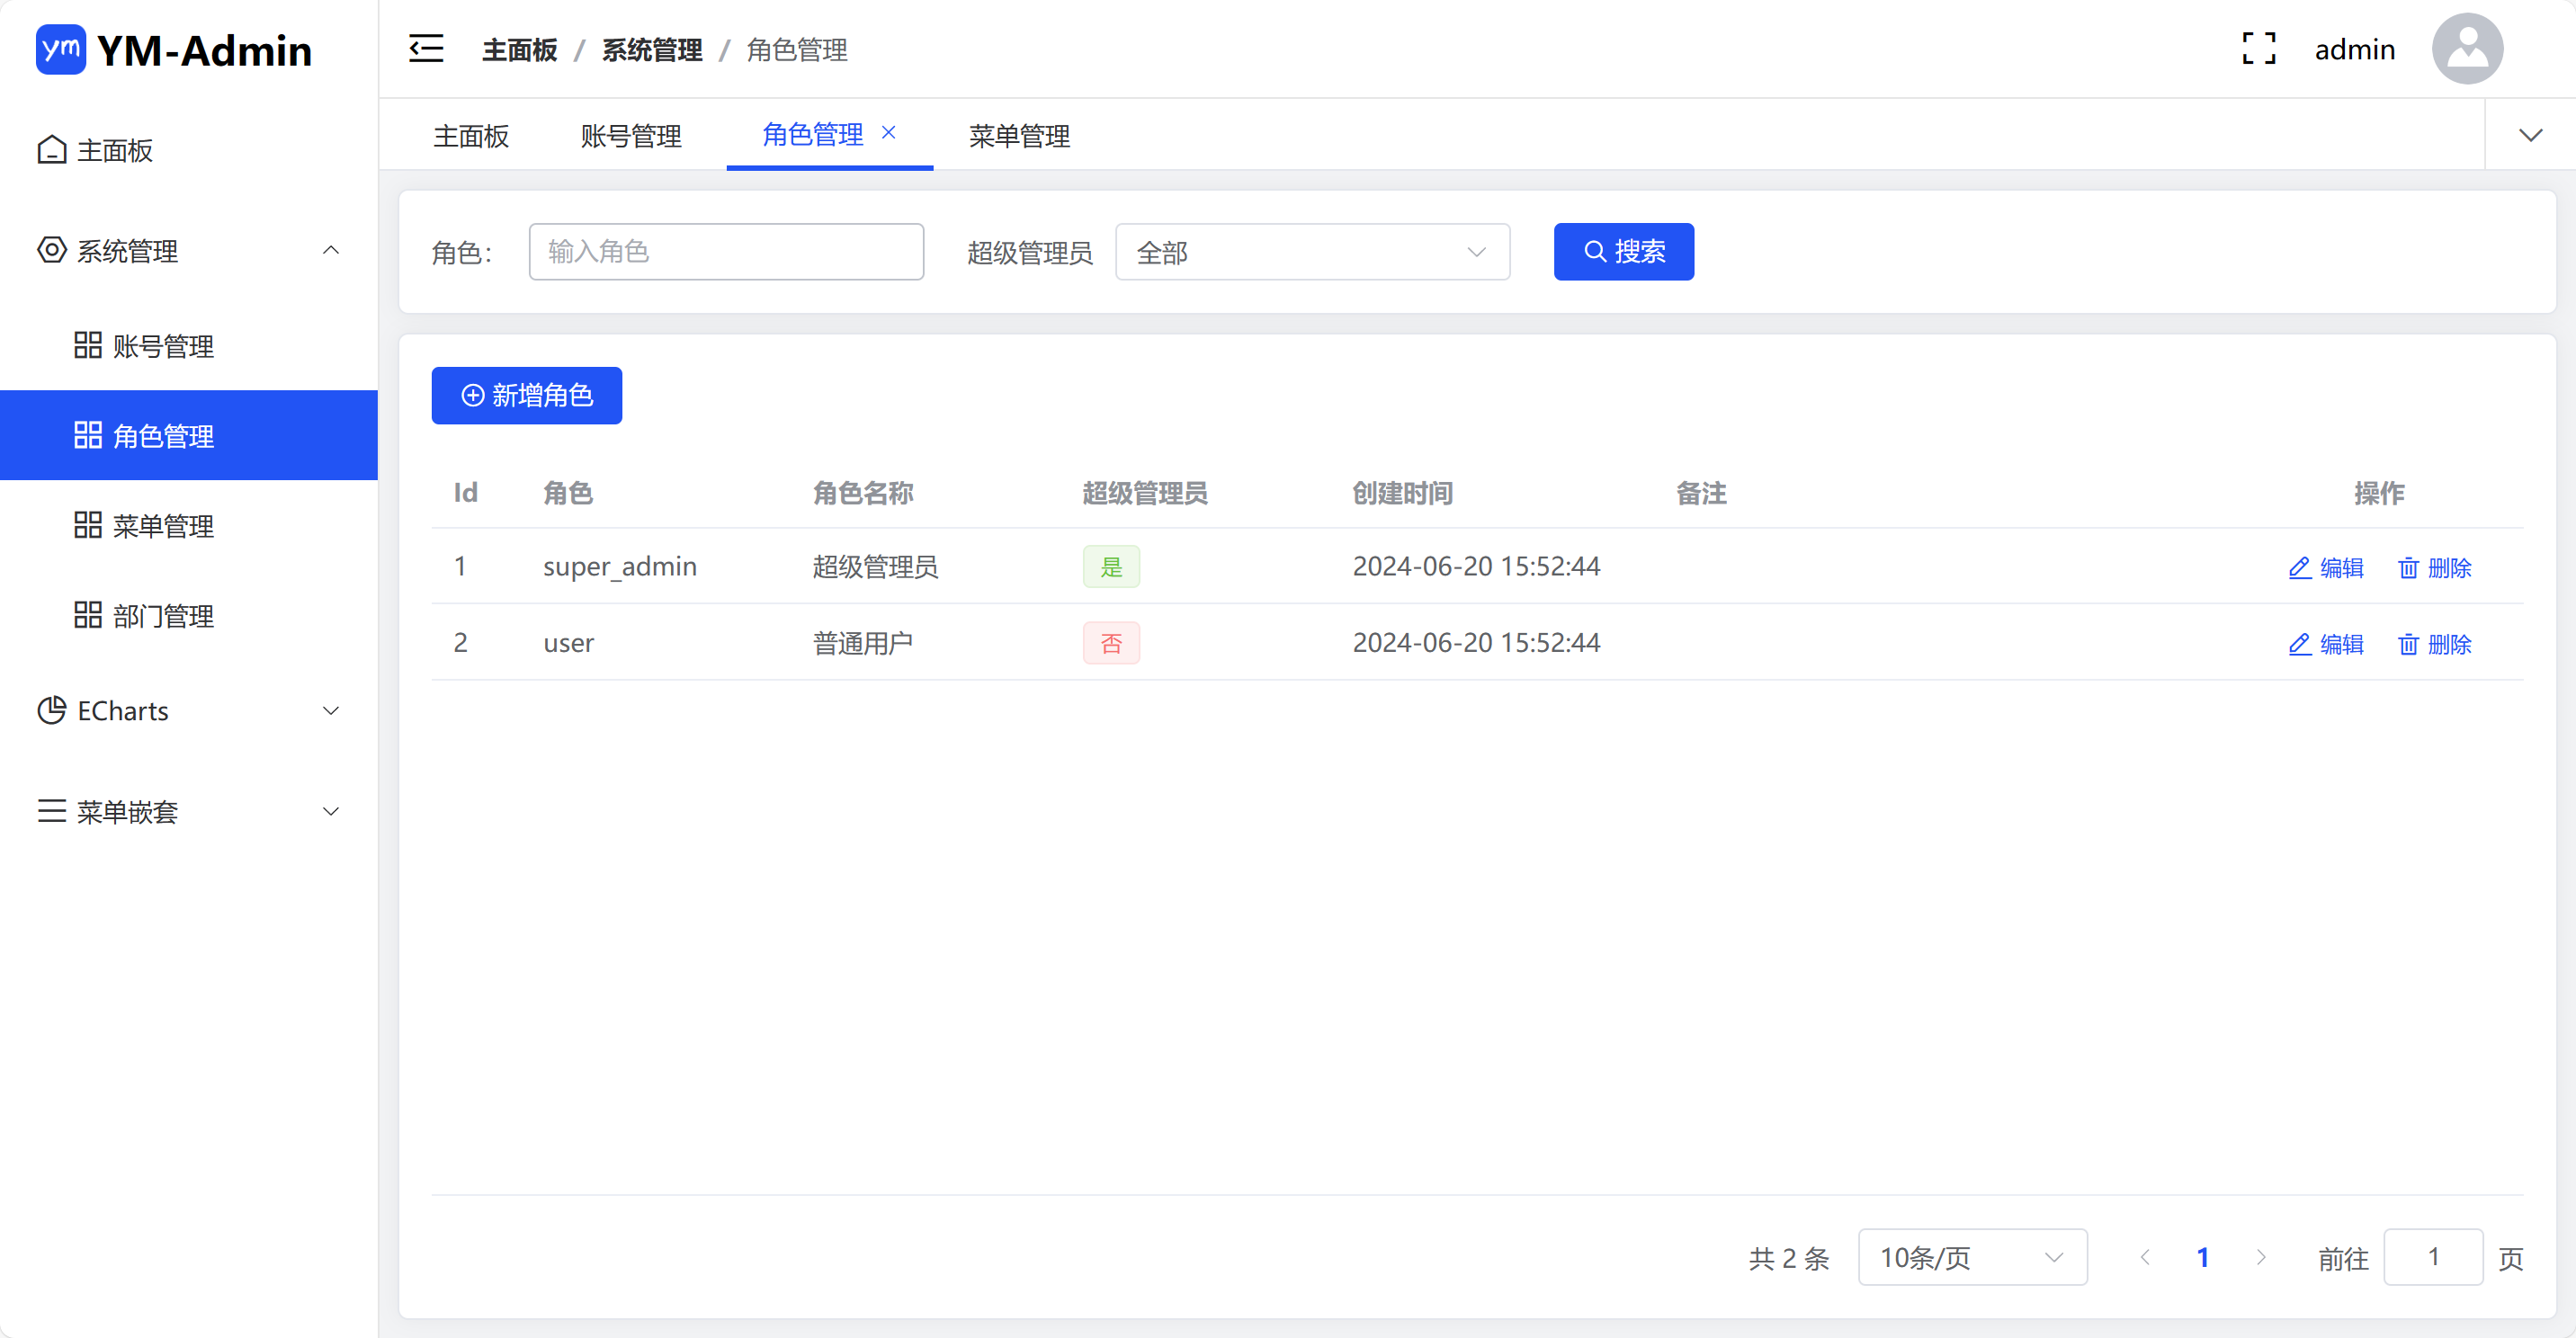 ym YM-Admin
主面板
系统管理
账号管理
角色管理
菜单管理
部门管理
ECharts
菜单嵌套
主面板 / 系统管理 / 角色管理
admin
主面板 账号管理 角色管理 菜单管理
角色： 输入角色 超级管理员 全部 搜索
新增角色
Id 角色 角色名称 超级管理员 创建时间 备注 操作
1 super_admin 超级管理员 是 2024-06-20 15:52:44 编辑 删除
2 user 普通用户 否 2024-06-20 15:52:44 编辑 删除
共 2 条 10条/页 1 前往 1 页